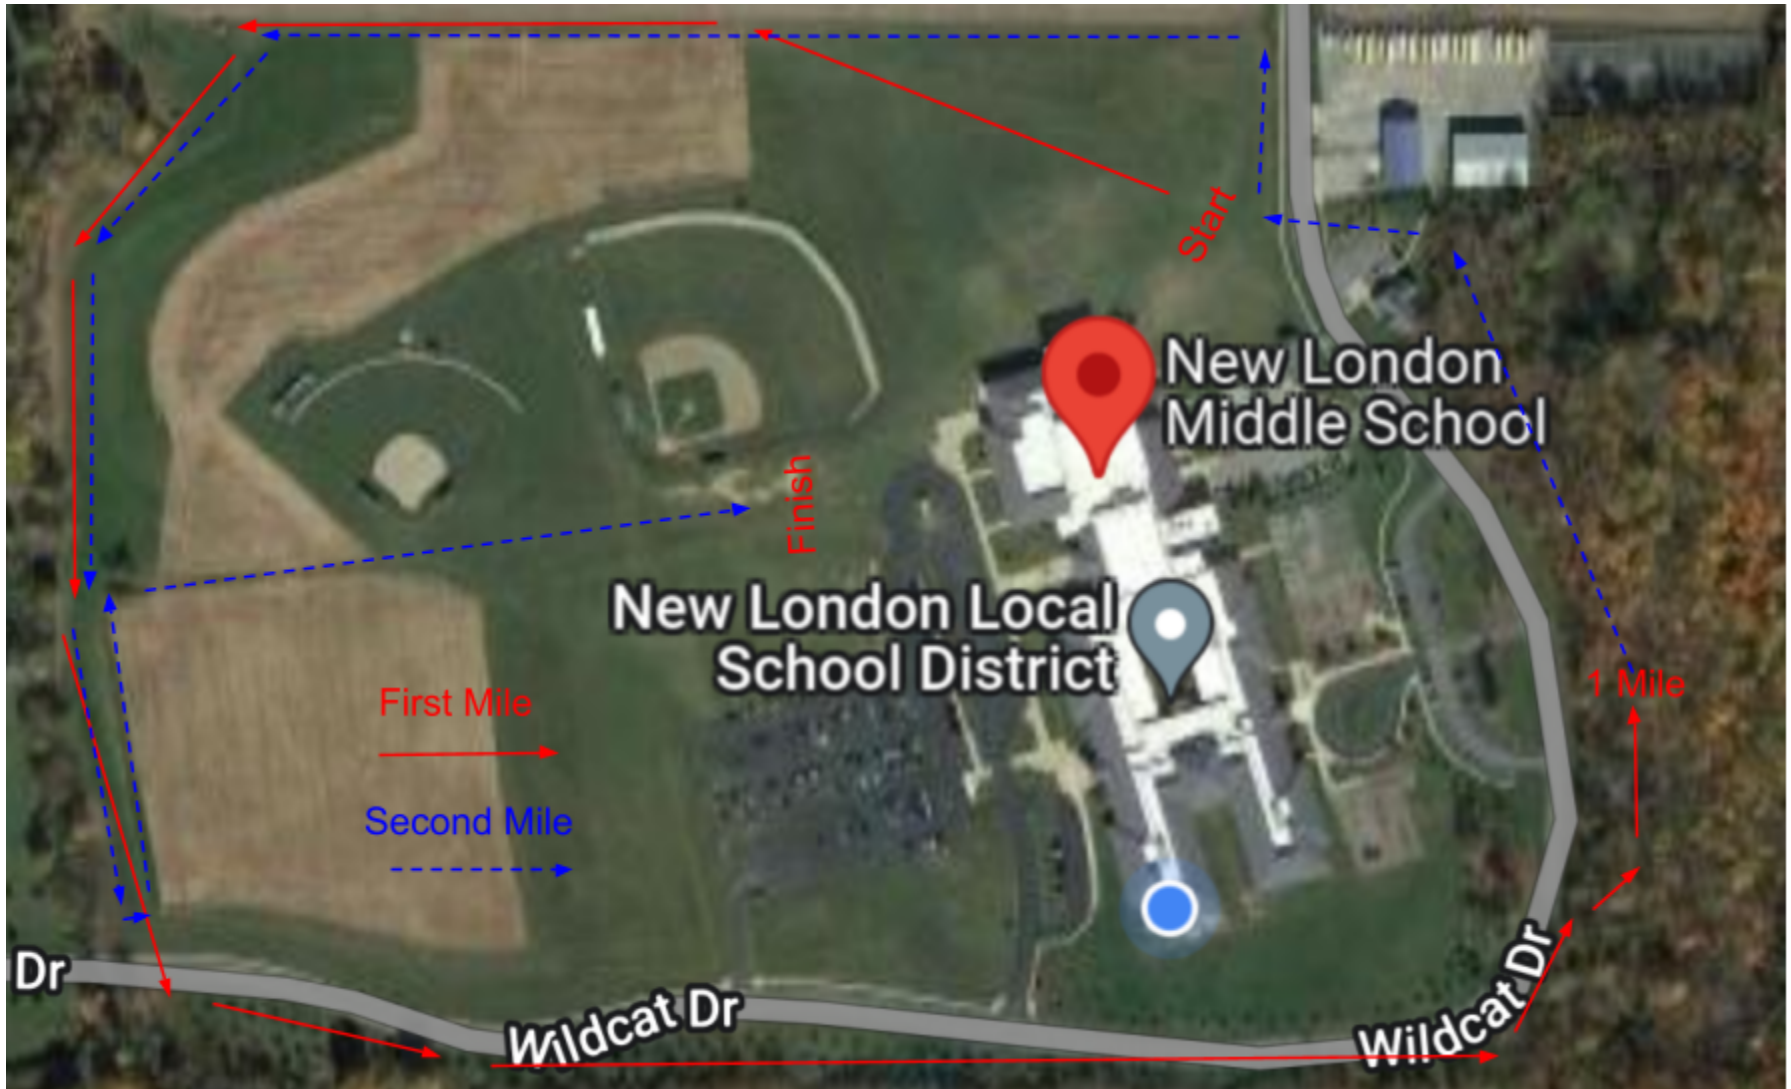 Start
New London
Middle School
Finish
New London Local
School District
1 Mile
First Mile
Second Mile
Dr
Wildcat Dr
Wildcat Dr